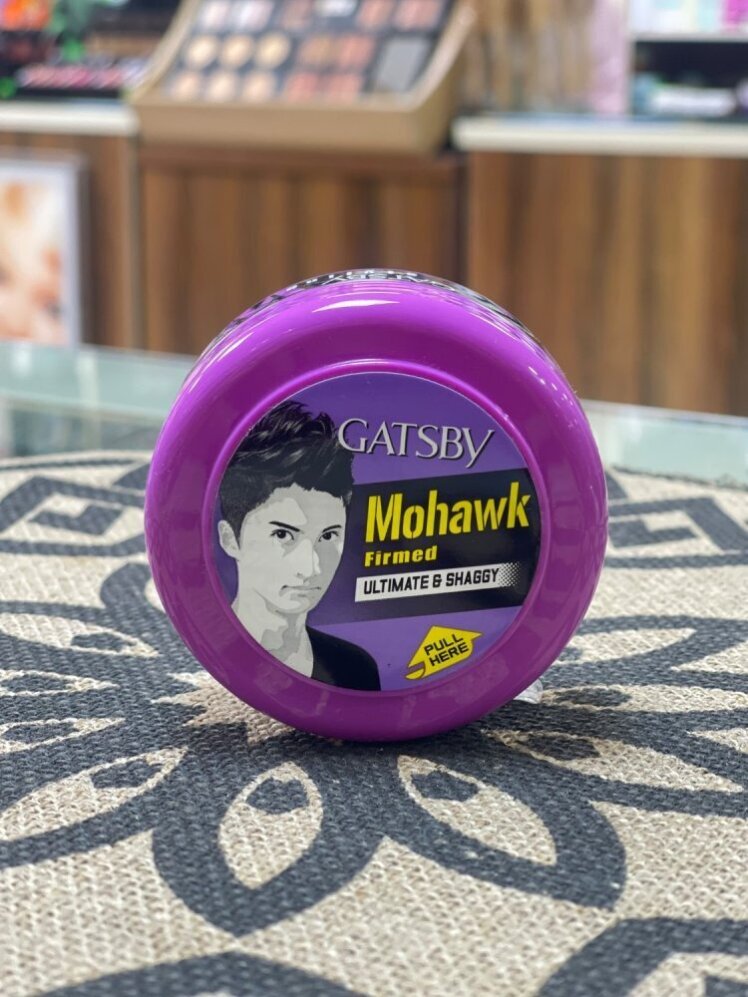 GATSBY
Mohawk
Firmed
ULTIMATE & SHAGGY
PULL
HERE